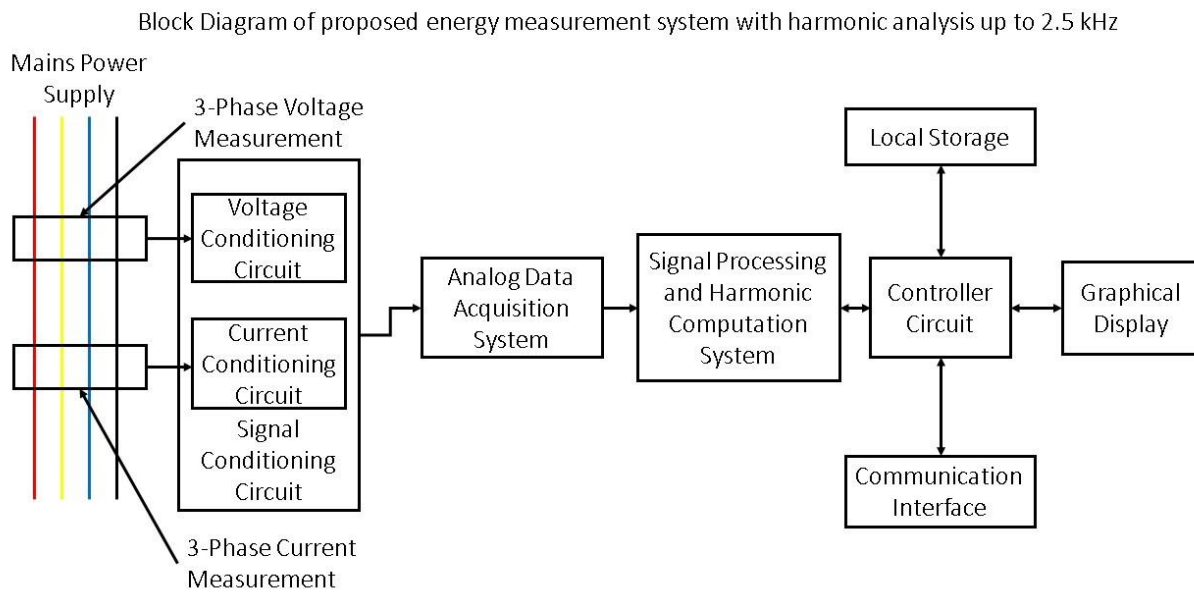 Block Diagram of proposed energy measurement system with harmonic analysis up to 2.5 kHz
Mains Power
Supply
3-Phase Voltage
Measurement
Voltage
Conditioning
Circuit
Current
Conditioning
Circuit
Signal
Conditioning
Circuit
3-Phase Current
Measurement
Analog Data
Acquisition
System
Signal Processing
and Harmonic
Computation
System
Local Storage
Controller
Circuit
Graphical
Display
Communication
Interface